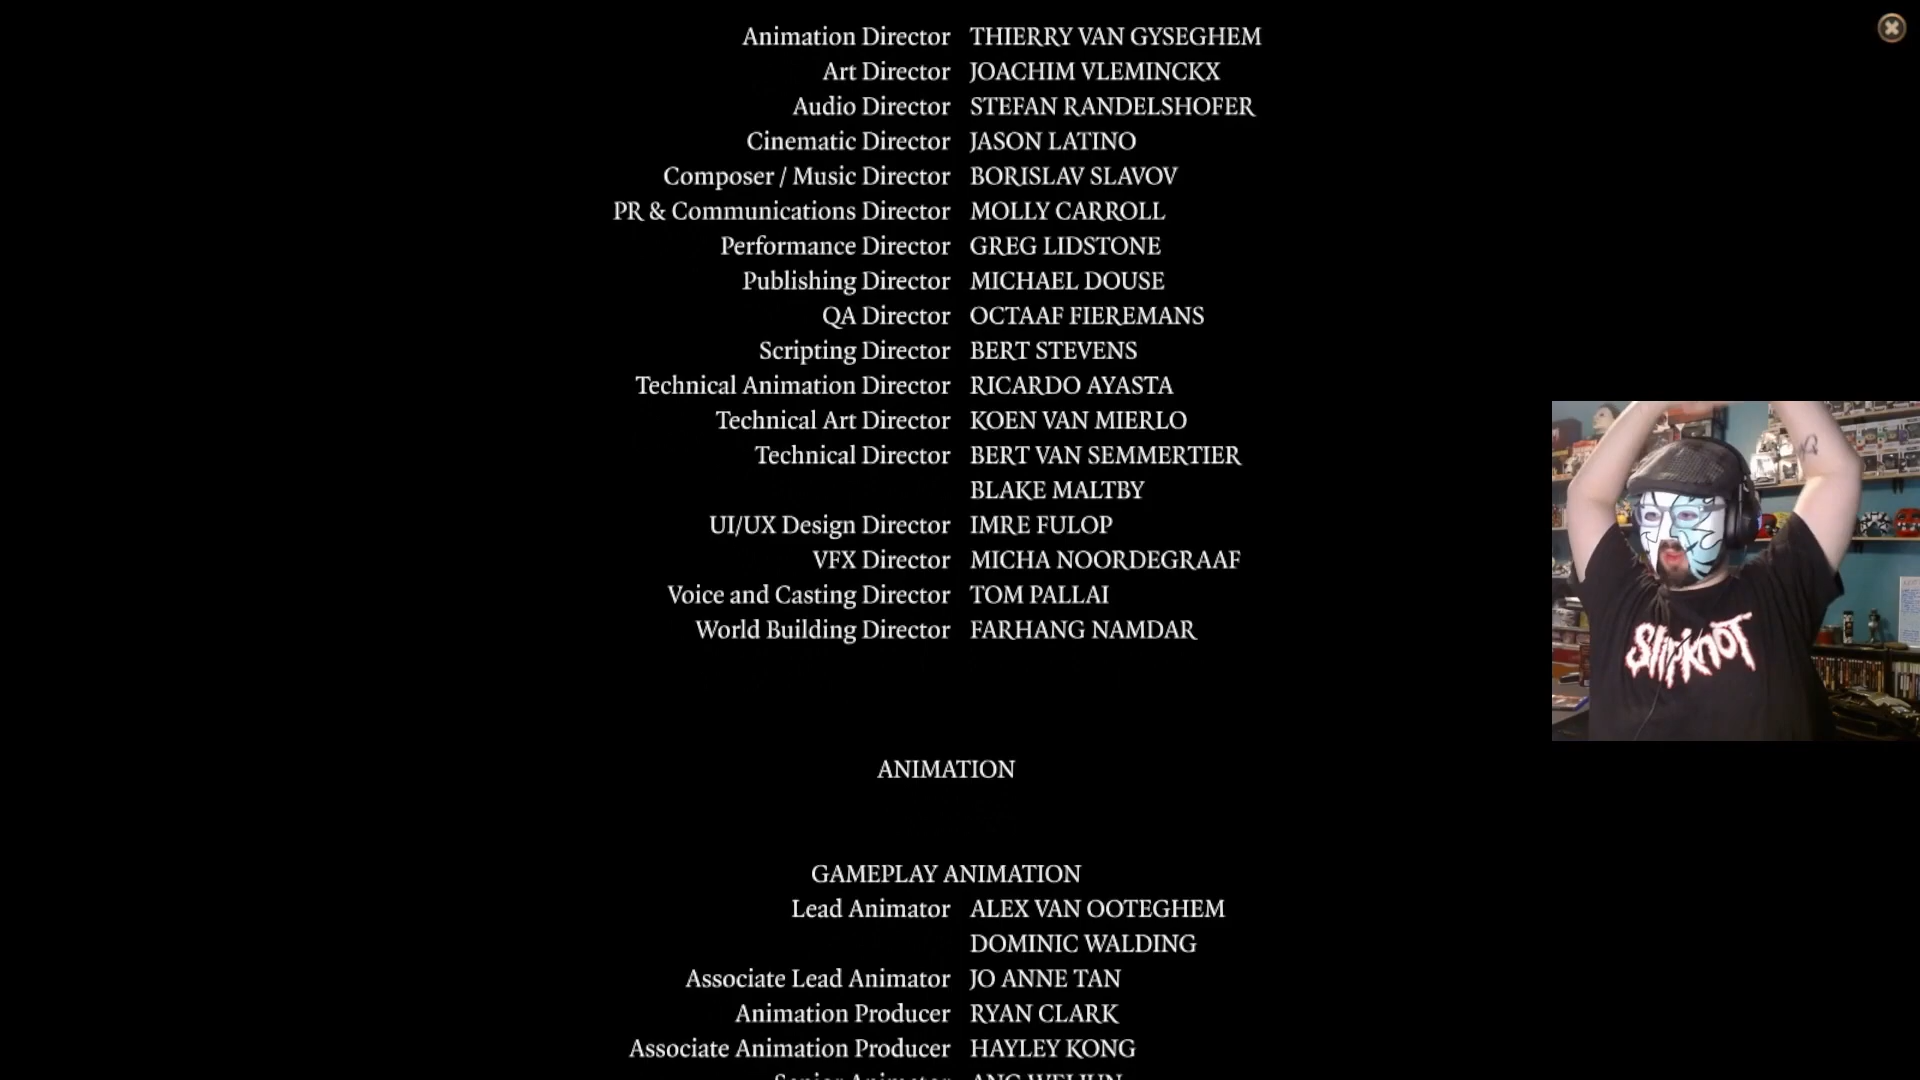 Animation Director THIERRY VAN GYSEGHEM
Art Director JOACHIM VLEMINCKX
Audio Director STEFAN RANDELSHOFER
Cinematic Director JASON LATINO
Composer / Music Director BORISLAV SLAVOV
PR & Communications Director MOLLY CARROLL
Performance Director GREG LIDSTONE
Publishing Director MICHAEL DOUSE
QA Director OCTAAF FIEREMANS
Scripting Director BERT STEVENS
Technical Animation Director RICARDO AYASTA
Technical Art Director KOEN VAN MIERLO
Technical Director BERT VAN SEMMERTIER
BLAKE MALTBY
UI/UX Design Director IMRE FULOP
VFX Director MICHA NOORDEGRAAF
Voice and Casting Director TOM PALLAI
World Building Director FARHANG NAMDAR
SlipKnoT
ANIMATION
GAMEPLAY ANIMATION
Lead Animator ALEX VAN OOTEGHEM
DOMINIC WALDING
Associate Lead Animator JO ANNE TAN
Animation Producer RYAN CLARK
Associate Animation Producer HAYLEY KONG
Senior Animator